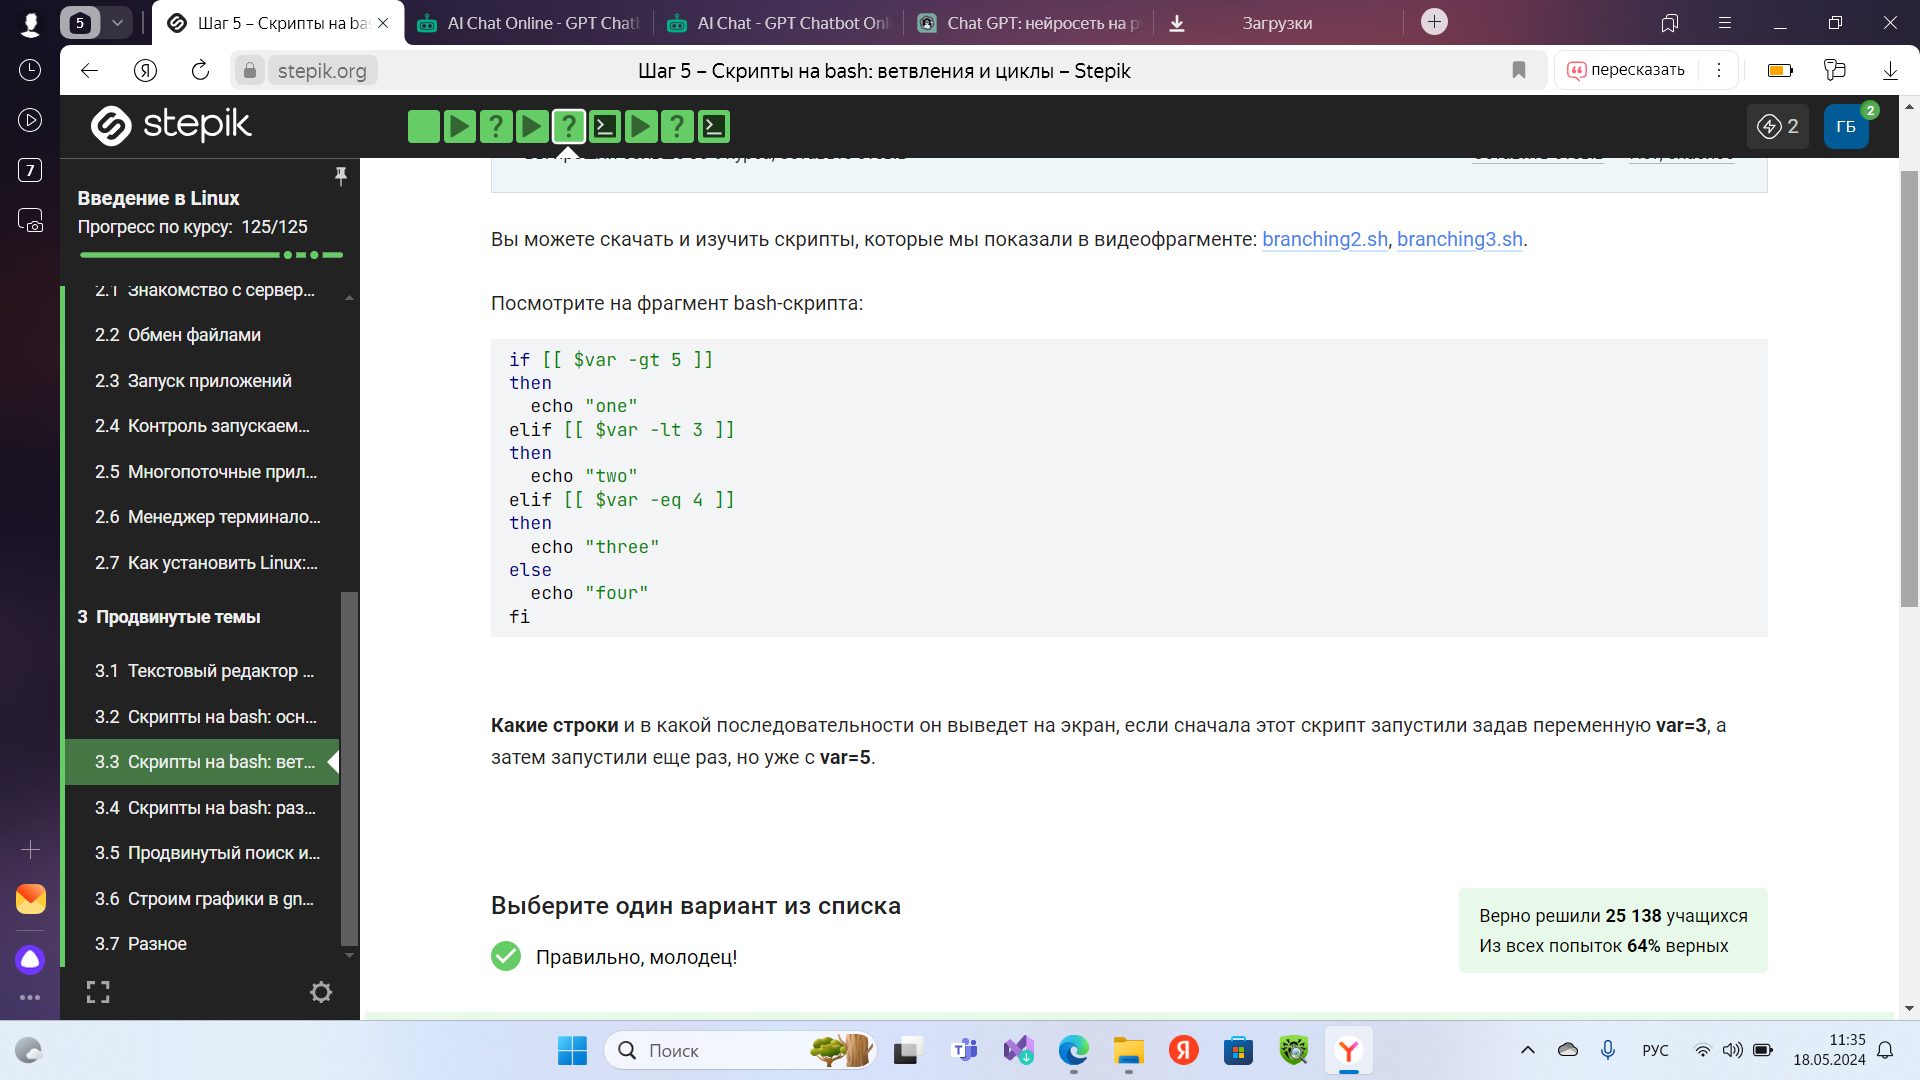 5
Шаг 5 – Скрипты на ba
AI Chat Online - GPT Chatb
AI Chat - GPT Chatbot Onli
Chat GPT: нейросеть на р
Загрузки
stepik.org
Шаг 5 – Скрипты на bash: ветвления и циклы – Stepik
пересказать
7
stepik
2
ГБ
2
Введение в Linux
Прогресс по курсу: 125/125
2.1 Знакомство с сервер...
2.2 Обмен файлами
2.3 Запуск приложений
2.4 Контроль запускаем...
2.5 Многопоточные прил...
2.6 Менеджер терминало...
2.7 Как установить Linux:...
3 Продвинутые темы
3.1 Текстовый редактор ...
3.2 Скрипты на bash: осн...
3.3 Скрипты на bash: вет...
3.4 Скрипты на bash: раз...
3.5 Продвинутый поиск и...
3.6 Строим графики в gn...
3.7 Разное
Вы можете скачать и изучить скрипты, которые мы показали в видеофрагменте: branching2.sh, branching3.sh.
Посмотрите на фрагмент bash-скрипта:
if [[ $var -gt 5 ]]
then
  echo "one"
elif [[ $var -lt 3 ]]
then
  echo "two"
elif [[ $var -eq 4 ]]
then
  echo "three"
else
  echo "four"
fi
Какие строки и в какой последовательности он выведет на экран, если сначала этот скрипт запустили задав переменную var=3, а
затем запустили еще раз, но уже с var=5.
Выберите один вариант из списка
Правильно, молодец!
Верно решили 25 138 учащихся
Из всех попыток 64% верных
Поиск
РУС
11:35
18.05.2024